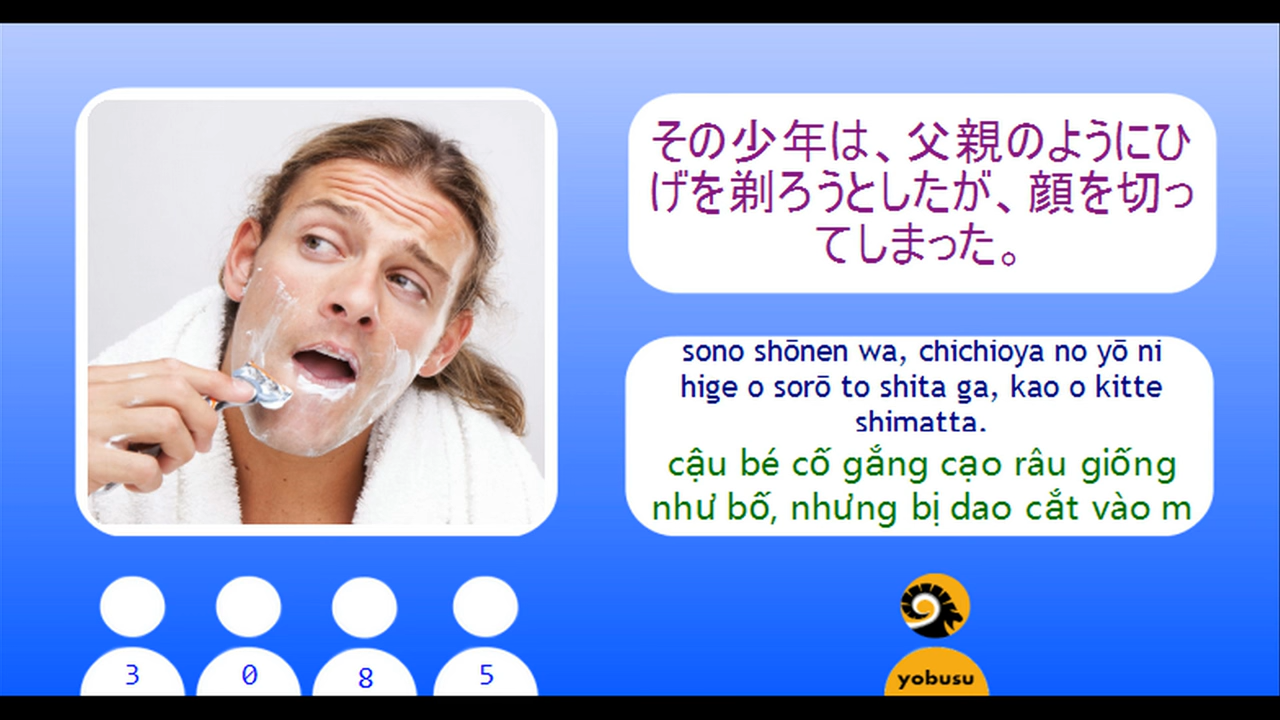 その少年は、父親のようにひ
げを剃ろうとしたが、顔を切っ
てしまった。
sono shōnen wa, chichioya no yō ni
hige o sorō to shita ga, kao o kitte
shimatta.
cậu bé cố gắng cạo râu giống
như bố, nhưng bị dao cắt vào m
3 0 8 5
yobusu